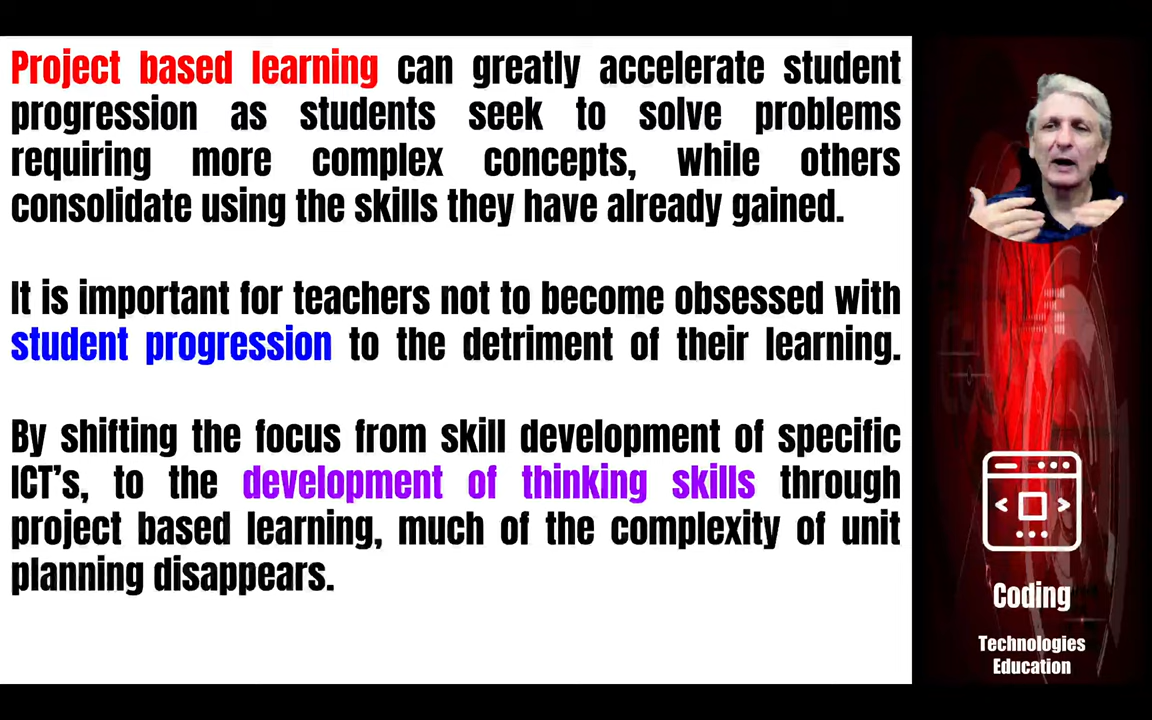 Project based learning can greatly accelerate student
progression as students seek to solve problems
requiring more complex concepts, while others
consolidate using the skills they have already gained.
It is important for teachers not to become obsessed with
student progression to the detriment of their learning.
By shifting the focus from skill development of specific
ICT's, to the development of thinking skills through
project based learning, much of the complexity of unit
planning disappears.
Coding
Technologies
Education